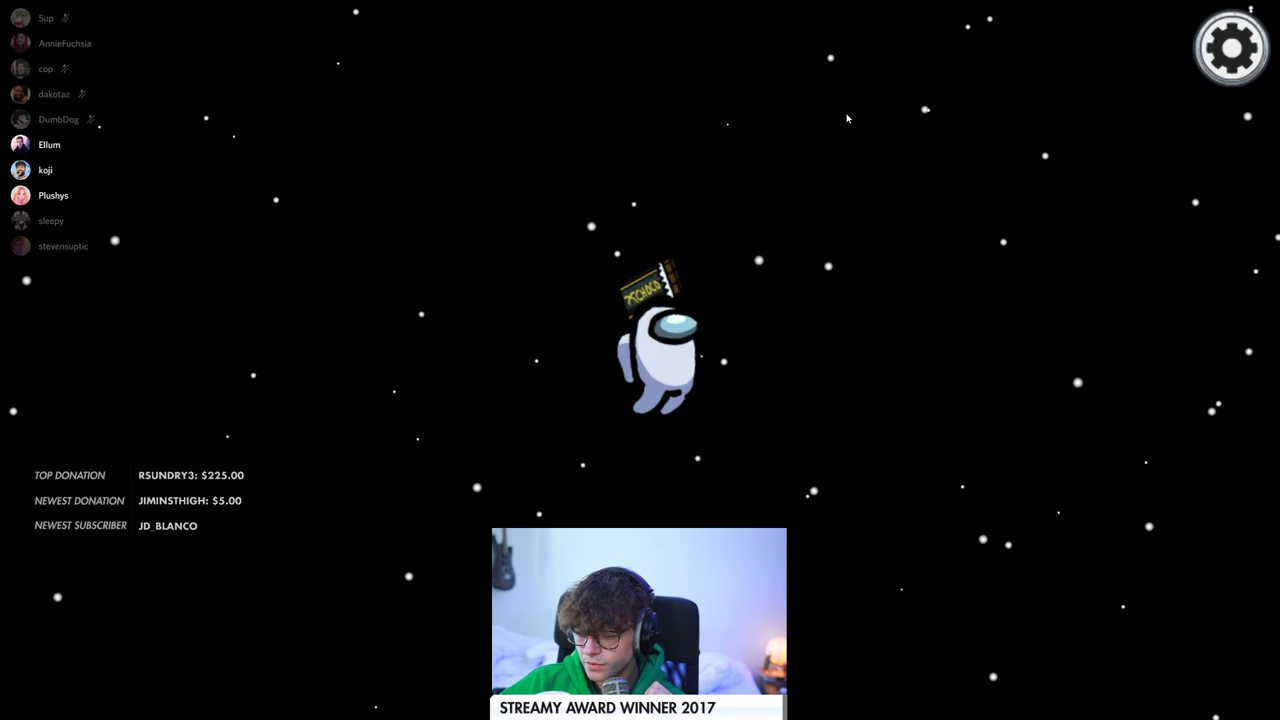 Sup
AnnieFuchsia
cop
dakotaz
DumbDog
Ellum
koji
Plushys
sleepy
stevensuptic
CHOCO
TOP DONATION RSUNDRY3: $225.00
NEWEST DONATION JIMINSTHIGH: $5.00
NEWEST SUBSCRIBER JD_BLANCO
STREAMY AWARD WINNER 2017